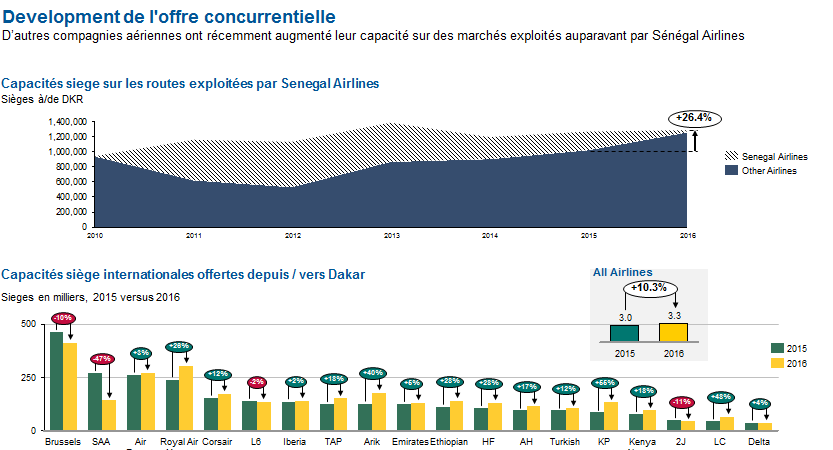 Development de l'offre concurrentielle
D'autres compagnies aériennes ont récemment augmenté leur capacité sur des marchés exploités auparavant par Sénégal Airlines
Capacités siege sur les routes exploitées par Senegal Airlines
Sièges à/de DKR
+26.4%
1,400,000
1,200,000
1,000,000
800,000
600,000
400,000
200,000
0
Senegal Airlines
Other Airlines
2010 2011 2012 2013 2014 2015 2016
Capacités siège internationales offertes depuis / vers Dakar
Sieges en milliers, 2015 versus 2016
All Airlines
+10.3%
3.0 3.3
2015 2016
500
250
0
-10% -47% +3% +26% +12% -2% +2% +18% +40% +6% +28% +28% +17% +12% +55% +18% -11% +48% +4%
2015
2016
Brussels SAA Air Royal Air Corsair L6 Iberia TAP Arik Emirates Ethiopian HF AH Turkish KP Kenya 2J LC Delta